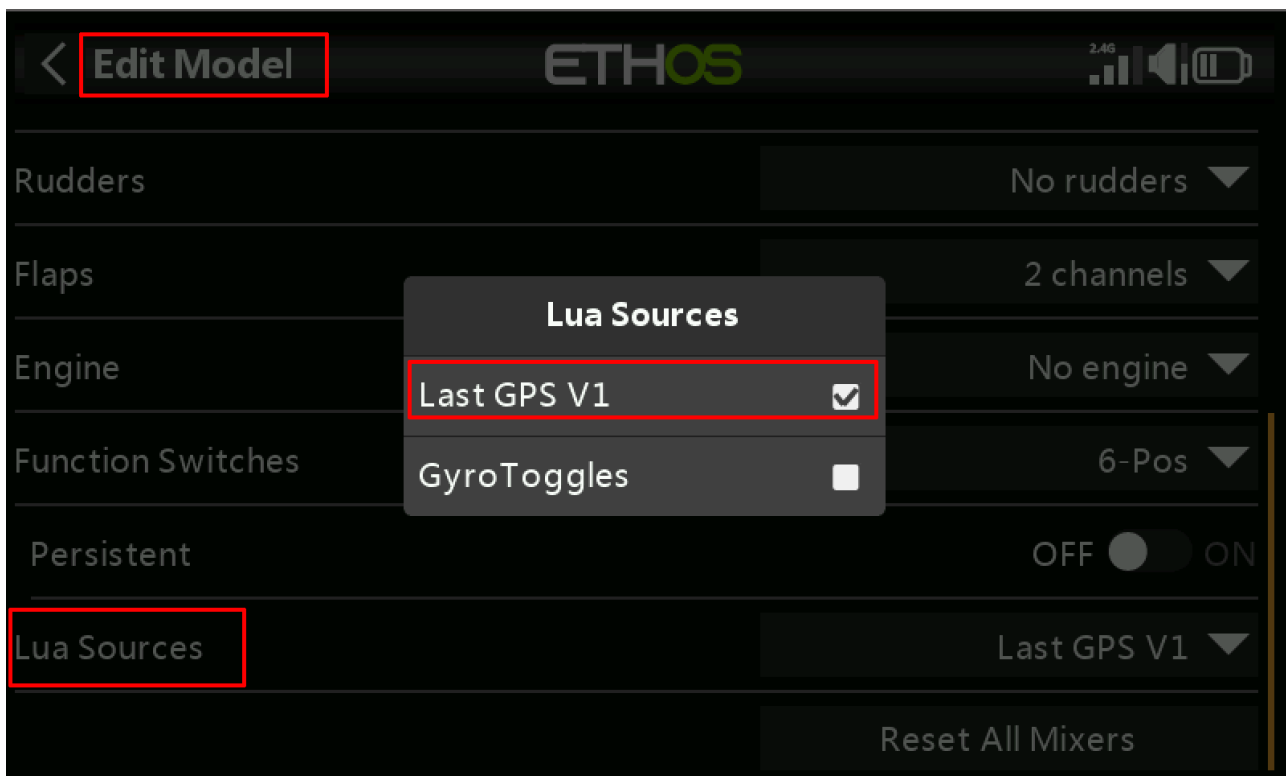 Edit Model
ETHOS
2.4G
Rudders
No rudders
Flaps
2 channels
Lua Sources
Engine
No engine
Last GPS V1
Function Switches
6-Pos
GyroToggles
Persistent
OFF ON
Lua Sources
Last GPS V1
Reset All Mixers